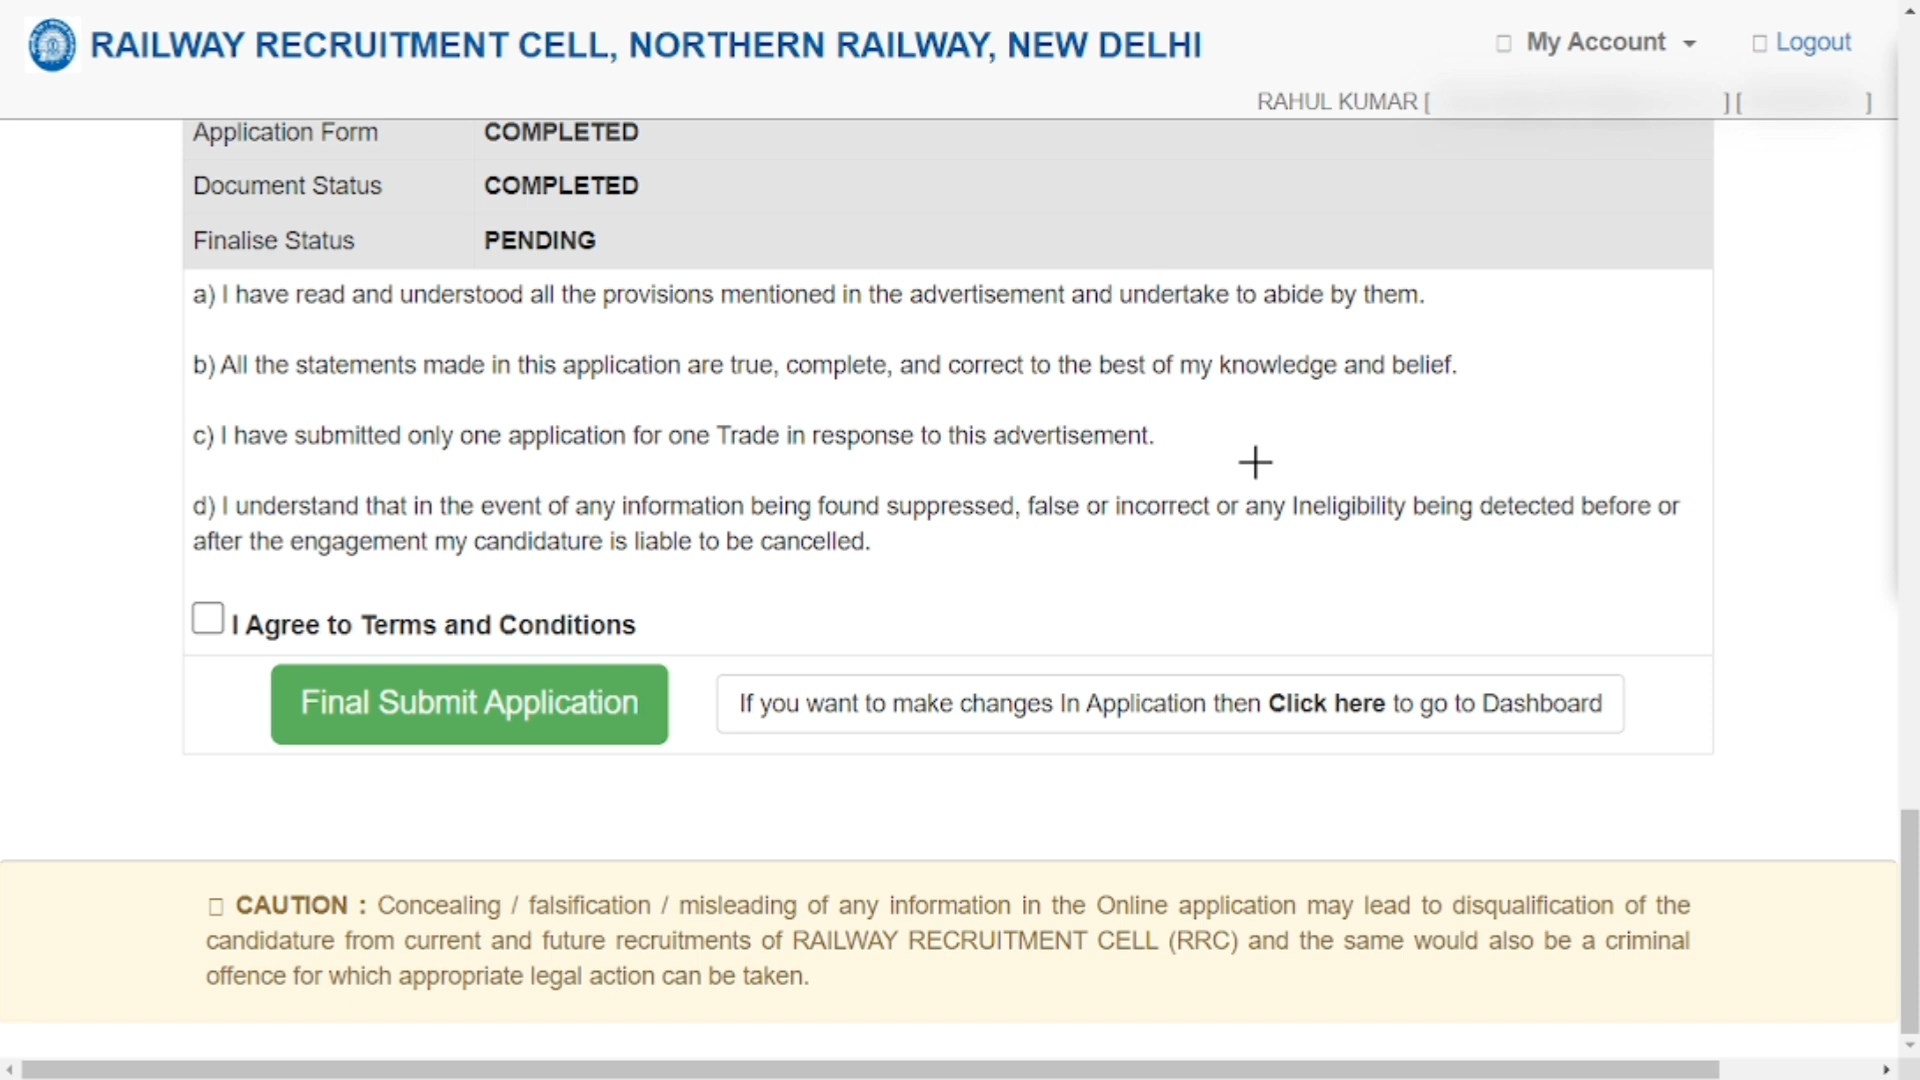 RAILWAY RECRUITMENT CELL, NORTHERN RAILWAY, NEW DELHI
My Account
Logout
RAHUL KUMAR [ ] [ ]
Application Form COMPLETED
Document Status COMPLETED
Finalise Status PENDING
a) I have read and understood all the provisions mentioned in the advertisement and undertake to abide by them.
b) All the statements made in this application are true, complete, and correct to the best of my knowledge and belief.
c) I have submitted only one application for one Trade in response to this advertisement.
d) I understand that in the event of any information being found suppressed, false or incorrect or any Ineligibility being detected before or
after the engagement my candidature is liable to be cancelled.
I Agree to Terms and Conditions
Final Submit Application
If you want to make changes In Application then Click here to go to Dashboard
CAUTION : Concealing / falsification / misleading of any information in the Online application may lead to disqualification of the
candidature from current and future recruitments of RAILWAY RECRUITMENT CELL (RRC) and the same would also be a criminal
offence for which appropriate legal action can be taken.